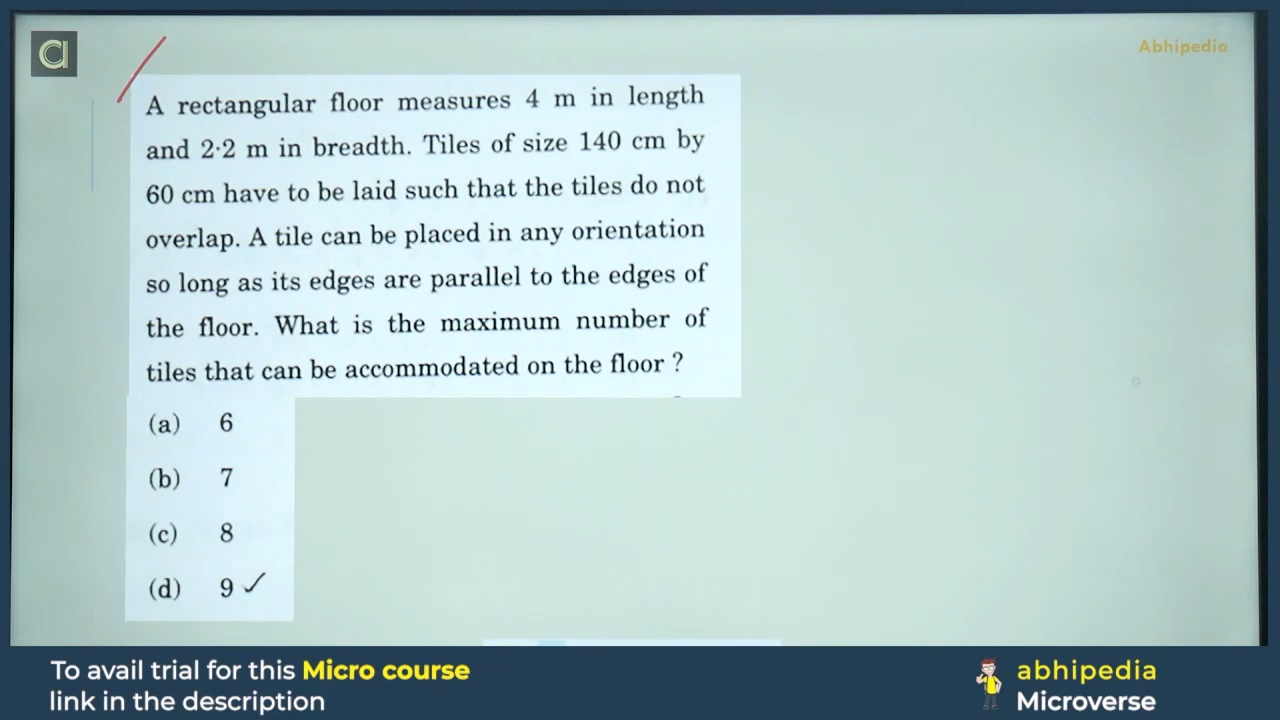 Abhipedia
A rectangular floor measures 4 m in length
and 2·2 m in breadth. Tiles of size 140 cm by
60 cm have to be laid such that the tiles do not
overlap. A tile can be placed in any orientation
so long as its edges are parallel to the edges of
the floor. What is the maximum number of
tiles that can be accommodated on the floor ?
(a) 6
(b) 7
(c) 8
(d) 9 ✓
To avail trial for this Micro course
link in the description
abhipedia
Microverse